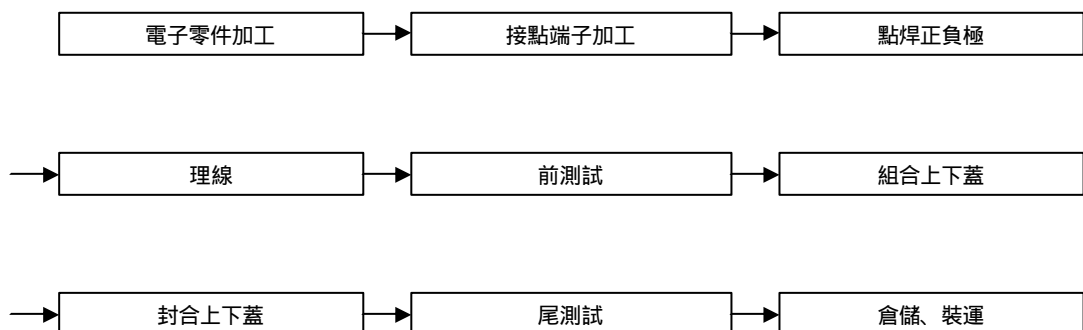 電子零件加工
接點端子加工
點焊正負極
理線
前測試
組合上下蓋
封合上下蓋
尾測試
倉儲、裝運